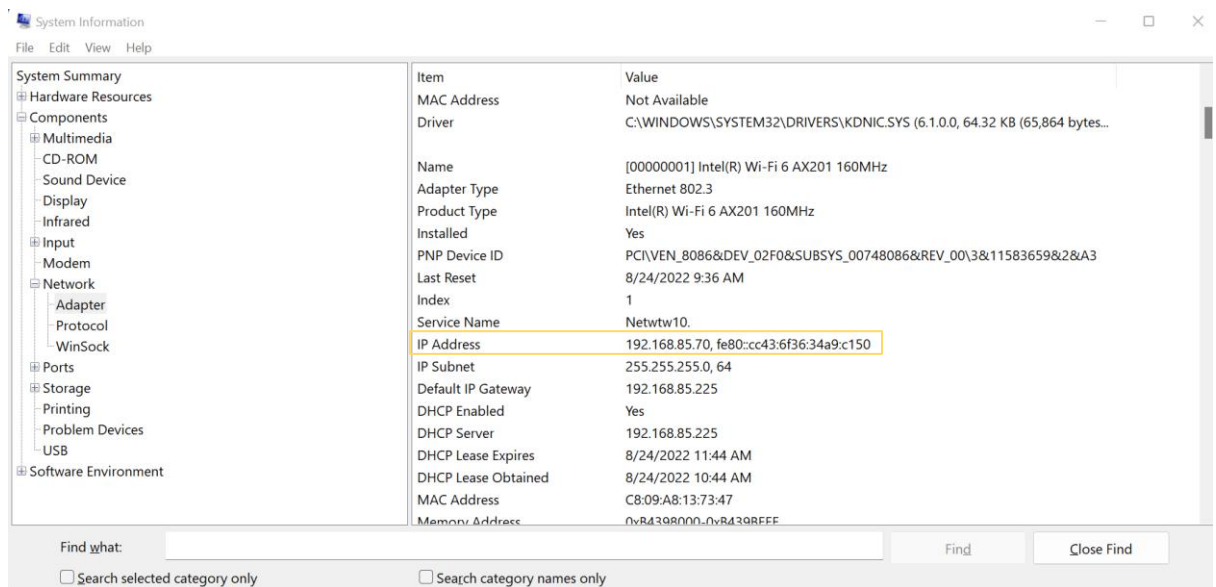 System Information
File Edit View Help
System Summary
Hardware Resources
Components
Multimedia
CD-ROM
Sound Device
Display
Infrared
Input
Modem
Network
Adapter
Protocol
WinSock
Ports
Storage
Printing
Problem Devices
USB
Software Environment
Item Value
MAC Address Not Available
Driver C:\WINDOWS\SYSTEM32\DRIVERS\KDNIC.SYS (6.1.0.0, 64.32 KB (65,864 bytes...
Name [00000001] Intel(R) Wi-Fi 6 AX201 160MHz
Adapter Type Ethernet 802.3
Product Type Intel(R) Wi-Fi 6 AX201 160MHz
Installed Yes
PNP Device ID PCI\VEN_8086&DEV_02F0&SUBSYS_00748086&REV_00\3&11583659&2&A3
Last Reset 8/24/2022 9:36 AM
Index 1
Service Name Netwtw10.
IP Address 192.168.85.70, fe80::cc43:6f36:34a9:c150
IP Subnet 255.255.255.0, 64
Default IP Gateway 192.168.85.225
DHCP Enabled Yes
DHCP Server 192.168.85.225
DHCP Lease Expires 8/24/2022 11:44 AM
DHCP Lease Obtained 8/24/2022 10:44 AM
MAC Address C8:09:A8:13:73:47
Memory Address 0xB4398000-0xB439BFFF
Find what: Find Close Find
Search selected category only Search category names only